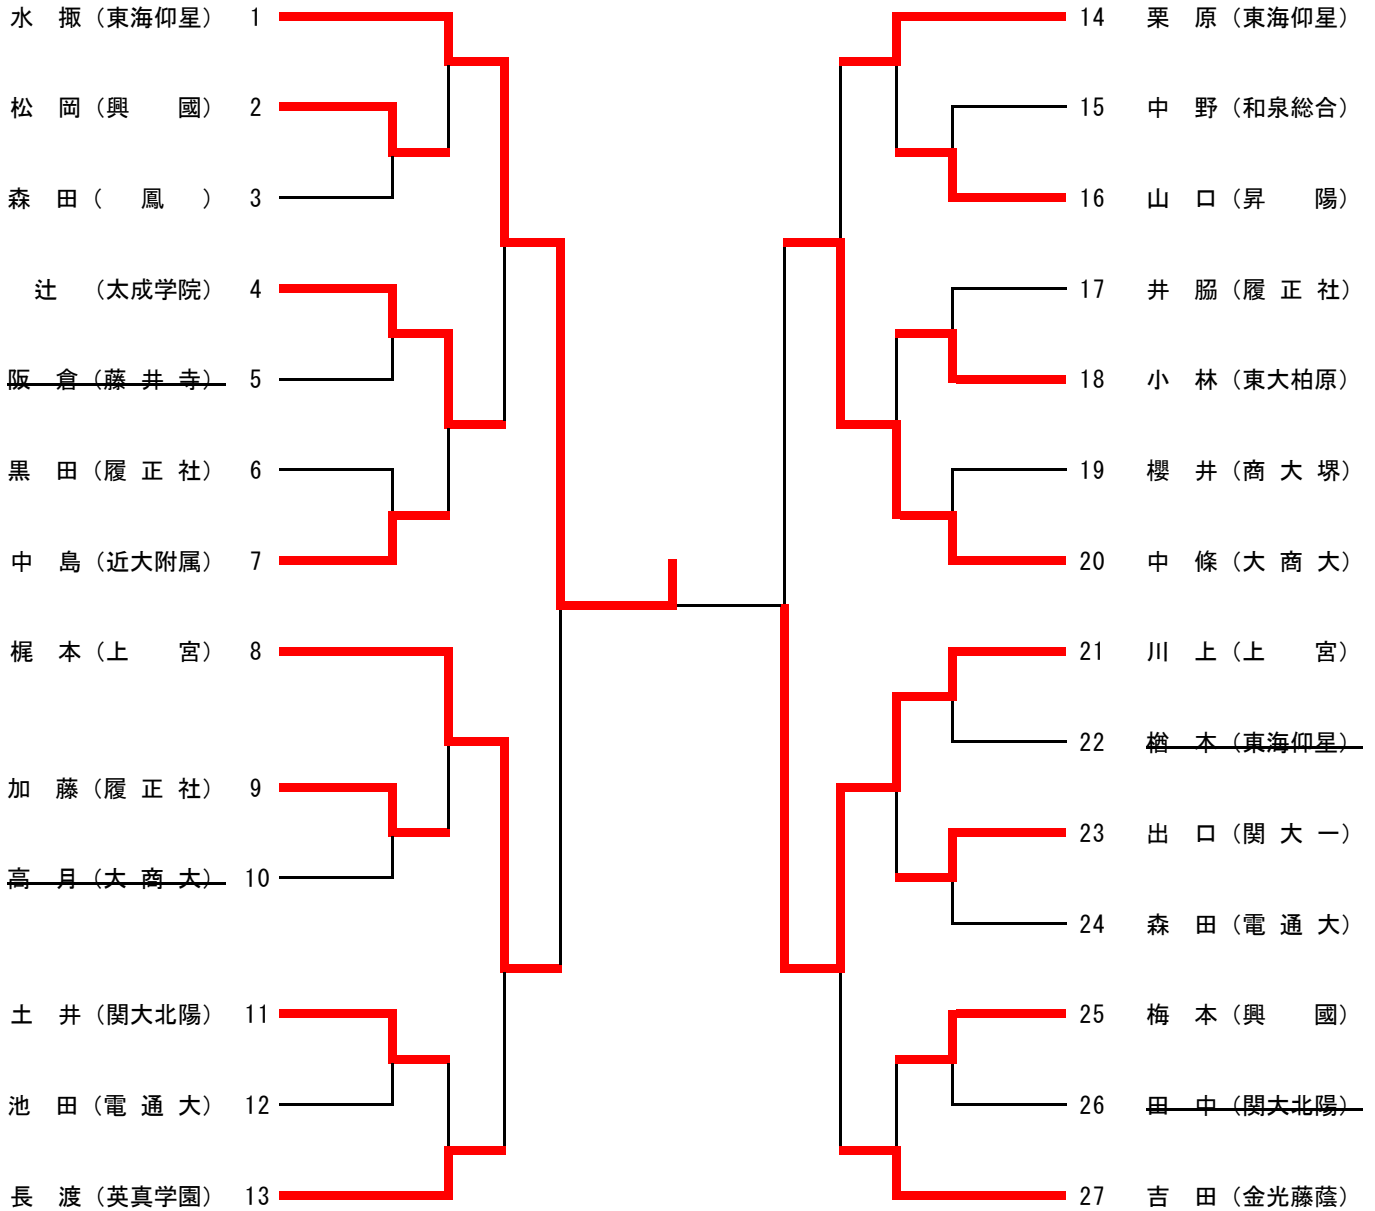 水 掫（東海仰星） 1
松 岡（興 國） 2
森 田（ 鳳 ） 3
辻 （太成学院） 4
阪 倉（藤 井 寺） 5
黒 田（履 正 社） 6
中 島（近大附属） 7
梶 本（上 宮） 8
加 藤（履 正 社） 9
高 月（大 商 大） 10
土 井（関大北陽） 11
池 田（電 通 大） 12
長 渡（英真学園） 13
14 栗 原（東海仰星）
15 中 野（和泉総合）
16 山 口（昇 陽）
17 井 脇（履 正 社）
18 小 林（東大柏原）
19 櫻 井（商 大 堺）
20 中 條（大 商 大）
21 川 上（上 宮）
22 楢 木（東海仰星）
23 出 口（関 大 一）
24 森 田（電 通 大）
25 梅 本（興 國）
26 田 中（関大北陽）
27 吉 田（金光藤蔭）